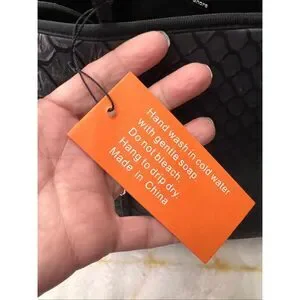 Hand wash in cold water
with gentle soap
Do not bleach
Hang to drip dry.
Made in China